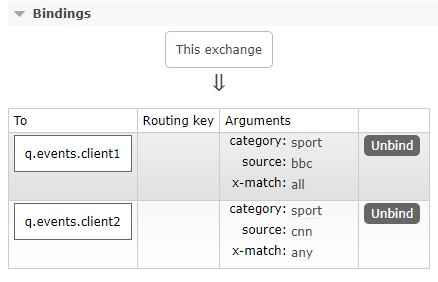 Bindings
This exchange
⇓
To Routing key Arguments
q.events.client1 category: sport Unbind
source: bbc
x-match: all
q.events.client2 category: sport Unbind
source: cnn
x-match: any